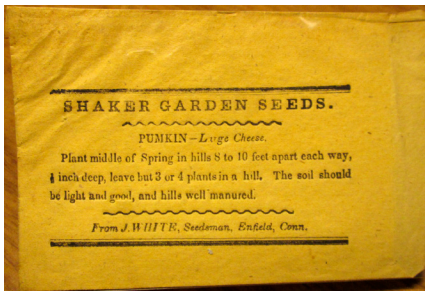 SHAKER GARDEN SEEDS.
PUMKIN—Large Cheese.
Plant middle of Spring in hills 8 to 10 feet apart each way,
inch deep, leave but 3 or 4 plants in a hill. The soil should
be light and good, and hills well manured.
From J. WHITE, Seedsman, Enfield, Conn.